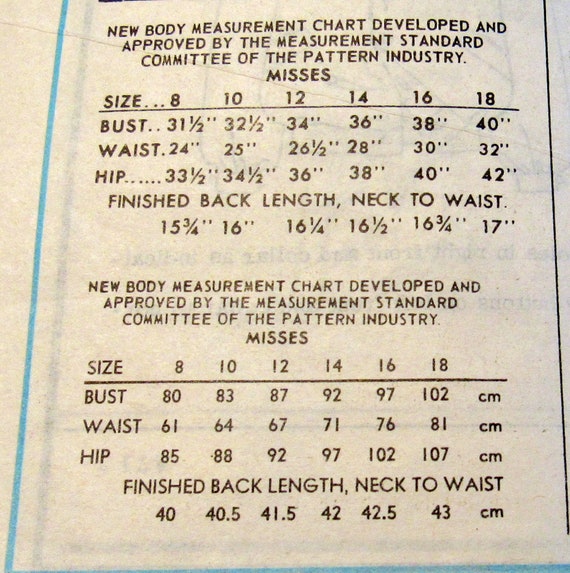 NEW BODY MEASUREMENT CHART DEVELOPED AND
APPROVED BY THE MEASUREMENT STANDARD
COMMITTEE OF THE PATTERN INDUSTRY.
MISSES
SIZE... 8 10 12 14 16 18
BUST.. 31½" 32½" 34" 36" 38" 40"
WAIST. 24" 25" 26½" 28" 30" 32"
HIP...... 33½" 34½" 36" 38" 40" 42"
FINISHED BACK LENGTH, NECK TO WAIST.
15¾" 16" 16¼" 16½" 16¾" 17"
NEW BODY MEASUREMENT CHART DEVELOPED AND
APPROVED BY THE MEASUREMENT STANDARD
COMMITTEE OF THE PATTERN INDUSTRY.
MISSES
SIZE 8 10 12 14 16 18
BUST 80 83 87 92 97 102 cm
WAIST 61 64 67 71 76 81 cm
HIP 85 88 92 97 102 107 cm
FINISHED BACK LENGTH, NECK TO WAIST
40 40.5 41.5 42 42.5 43 cm